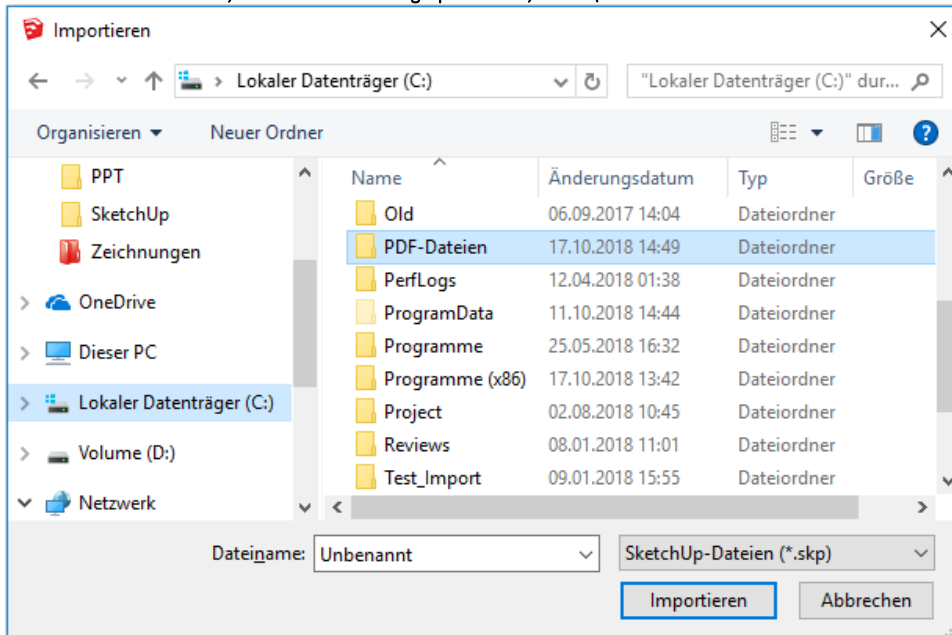 Importieren
Lokaler Datenträger (C:)
"Lokaler Datenträger (C:)" dur...
Organisieren
Neuer Ordner
PPT
SketchUp
Zeichnungen
OneDrive
Dieser PC
Lokaler Datenträger (C:)
Volume (D:)
Netzwerk
Name Änderungsdatum Typ Größe
Old 06.09.2017 14:04 Dateiordner
PDF-Dateien 17.10.2018 14:49 Dateiordner
PerfLogs 12.04.2018 01:38 Dateiordner
ProgramData 11.10.2018 14:44 Dateiordner
Programme 25.05.2018 16:32 Dateiordner
Programme (x86) 17.10.2018 13:42 Dateiordner
Project 02.08.2018 10:45 Dateiordner
Reviews 08.01.2018 11:01 Dateiordner
Test_Import 09.01.2018 15:55 Dateiordner
Dateiname: Unbenannt
SketchUp-Dateien (*.skp)
Importieren
Abbrechen